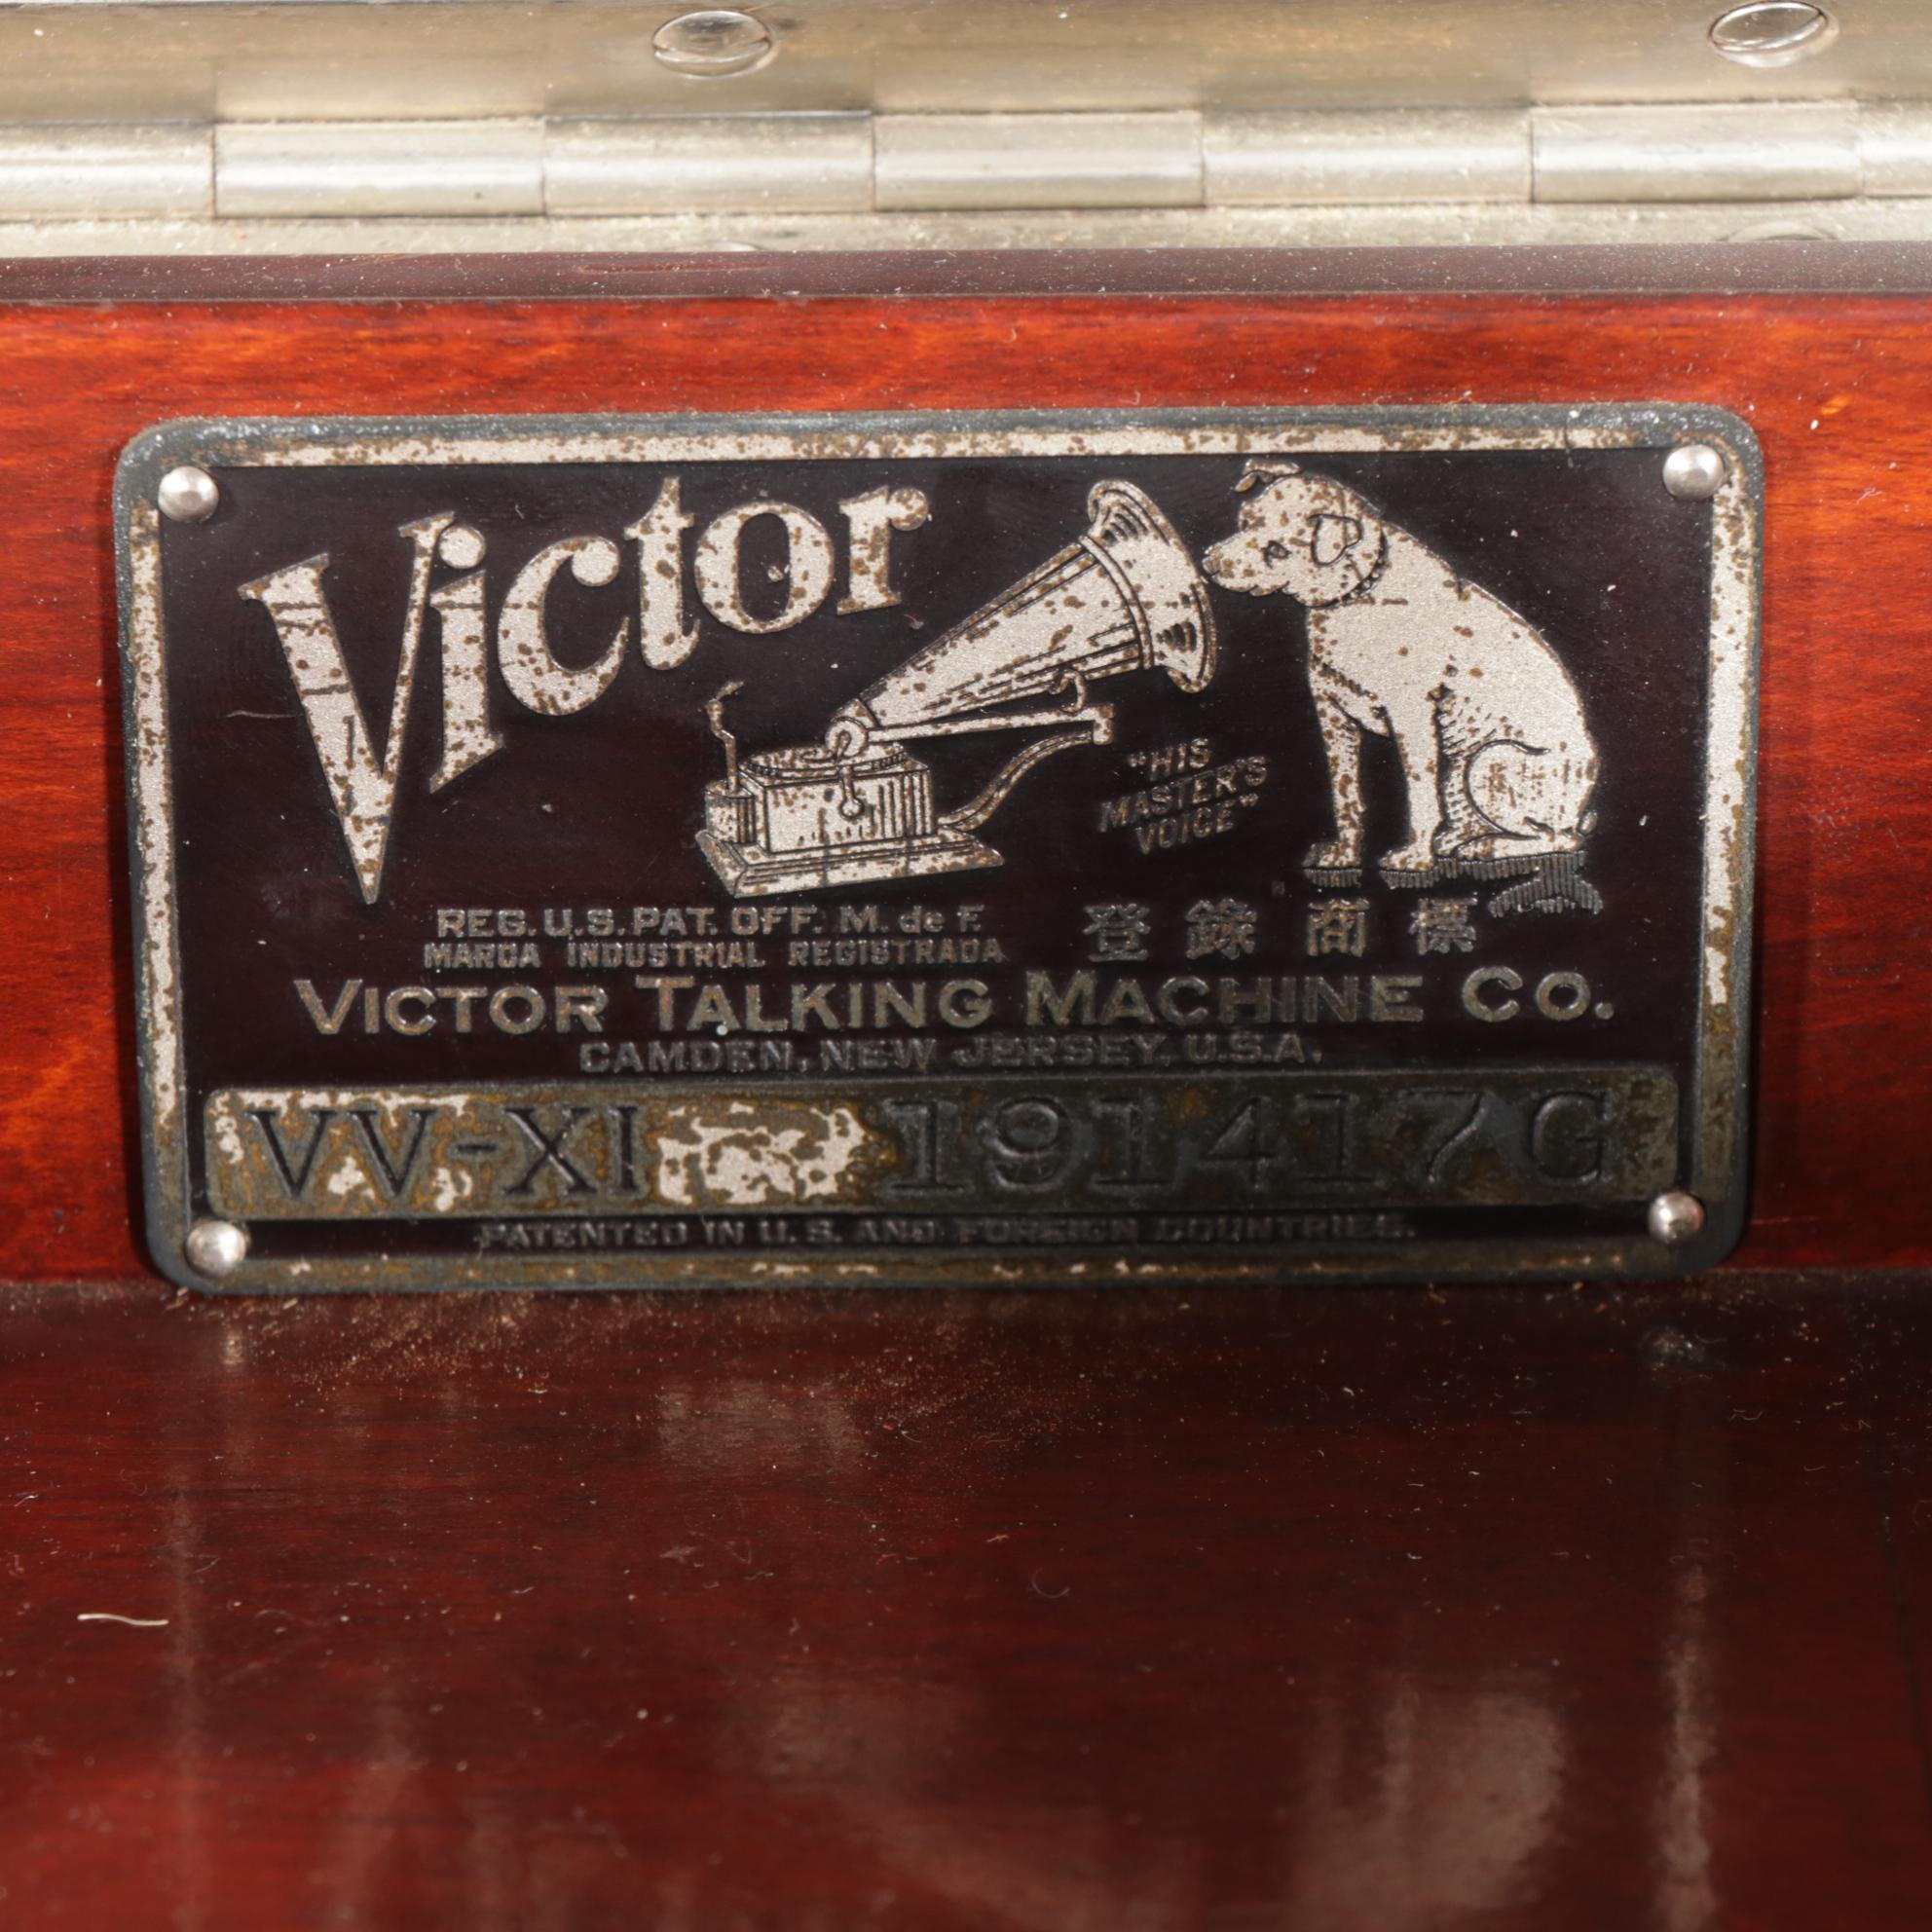 Victor
"HIS
MASTER'S
VOICE"
REG. U.S. PAT. OFF. M. de F.
MARCA INDUSTRIAL REGISTRADA
登錄商標
VICTOR TALKING MACHINE CO.
CAMDEN, NEW JERSEY, U.S.A.
VV-XI 191417G
PATENTED IN U.S. AND FOREIGN COUNTRIES.